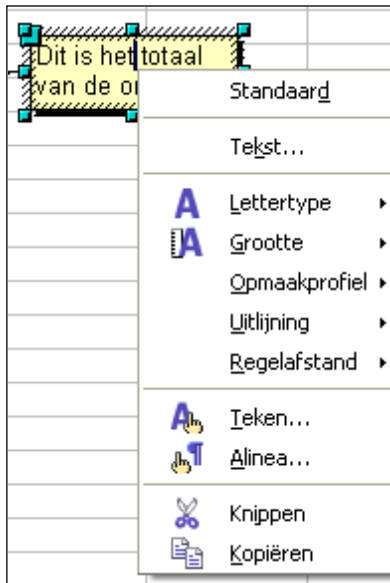 Dit is het totaal
van de o
Standaard
Tekst...
Lettertype
Grootte
Opmaakprofiel
Uitlijning
Regelafstand
Teken...
Alinea...
Knippen
Kopiëren